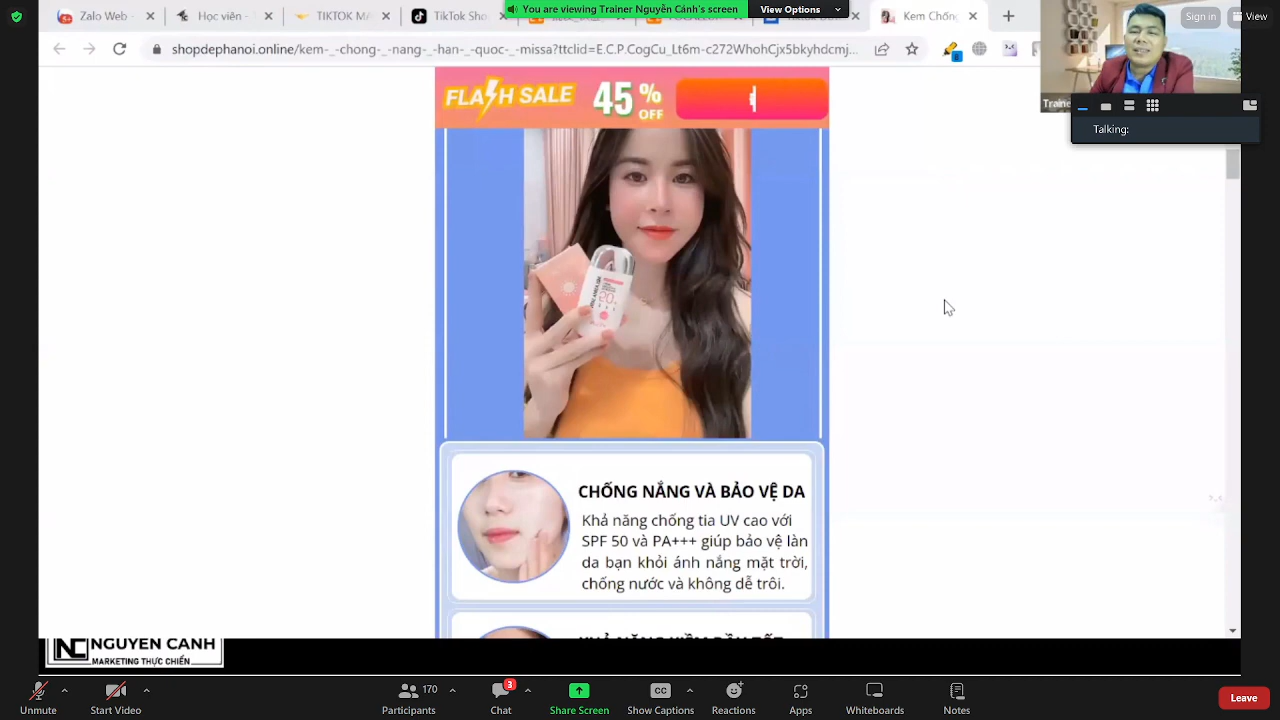 You are viewing Trainer Nguyễn Cảnh's screen
View Options
Zalo Web
Học viên -
TIKTOK MA
TikTok Sh
Kem Chốn
Sign in
View
shopdephanoi.online/kem-_-chong-_-nang-_-han-_-quoc-_-missa?ttclid=E.C.P.CogCu_Lt6m-c272WhohCjx5bkyhdcmj...
Talking:
FLASH SALE 45% OFF
CHỐNG NẮNG VÀ BẢO VỆ DA
Khả năng chống tia UV cao với
SPF 50 và PA+++ giúp bảo vệ làn
da bạn khỏi ánh nắng mặt trời,
chống nước và không dễ trôi.
NC NGUYEN CANH
MARKETING THỰC CHIẾN
Unmute
Start Video
Participants 170
Chat 3
Share Screen
CC Show Captions
Reactions
Apps
Whiteboards
Notes
Leave